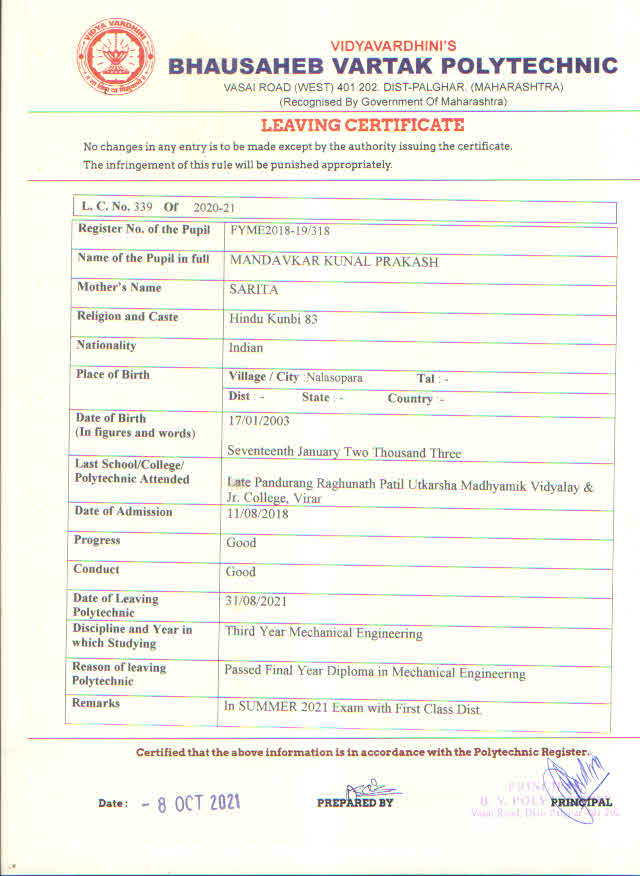 VIDYA VARDHINI
VIDYAVARDHINI'S
BHAUSAHEB VARTAK POLYTECHNIC
VASAI ROAD (WEST) 401 202. DIST-PALGHAR. (MAHARASHTRA)
(Recognised By Government Of Maharashtra)
LEAVING CERTIFICATE
No changes in any entry is to be made except by the authority issuing the certificate.
The infringement of this rule will be punished appropriately.
L. C. No. 339 Of 2020-21
Register No. of the Pupil FYME2018-19/318
Name of the Pupil in full MANDAVKAR KUNAL PRAKASH
Mother's Name SARITA
Religion and Caste Hindu Kunbi 83
Nationality Indian
Place of Birth Village / City :Nalasopara Tal : -
Dist : - State : - Country :-
Date of Birth 17/01/2003
(In figures and words)
Seventeenth January Two Thousand Three
Last School/College/
Polytechnic Attended Late Pandurang Raghunath Patil Utkarsha Madhyamik Vidyalay &
Jr. College, Virar
Date of Admission 11/08/2018
Progress Good
Conduct Good
Date of Leaving 31/08/2021
Polytechnic
Discipline and Year in Third Year Mechanical Engineering
which Studying
Reason of leaving Passed Final Year Diploma in Mechanical Engineering
Polytechnic
Remarks In SUMMER 2021 Exam with First Class Dist.
Certified that the above information is in accordance with the Polytechnic Register.
Date : - 8 OCT 2021 PREPARED BY PRINCIPAL
B. V. POLY
Vasai Road, Dist-Palghar-401 202